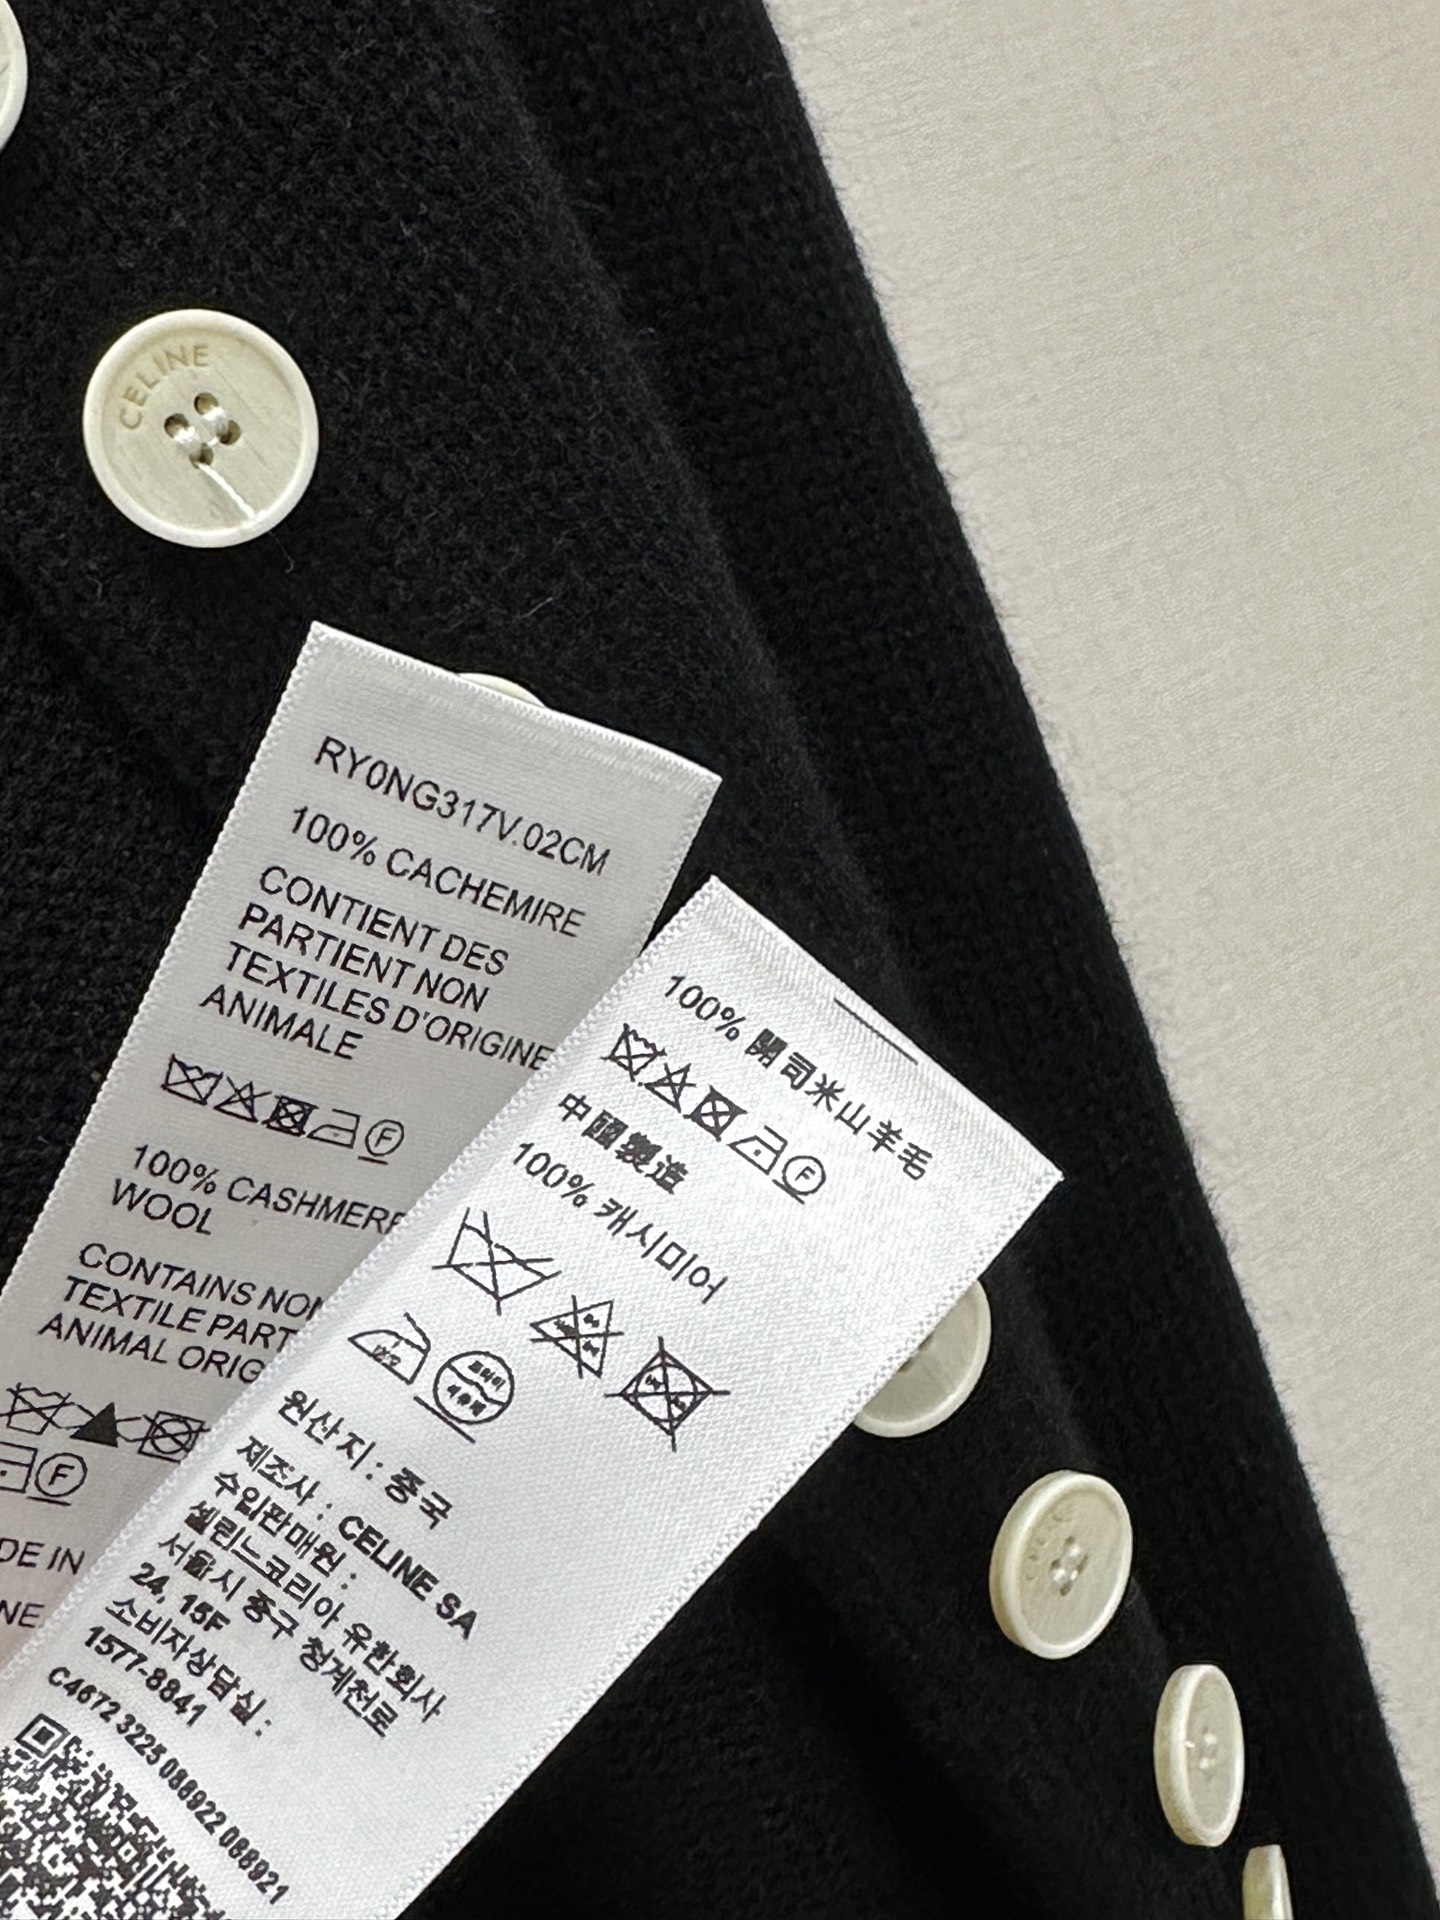 CELINE
RY0NG317V.02CM
100% CACHEMIRE
CONTIENT DES
PARTIENT NON
TEXTILES D'ORIGINE
ANIMALE
F
100% CASHMERE
WOOL
CONTAINS NON
TEXTILE PART
ANIMAL ORIG
F
DE IN
NE
100% 開司米山羊毛
F
中國製造
100% 캐시미어
원산지 : 중국
제조사 : CELINE SA
수입판매원 :
셀린느코리아 유한회사
서울시 중구 청계천로
24, 15F
소비자상담실 :
1577-8841
C4672 3225 088922 088921
CELINE